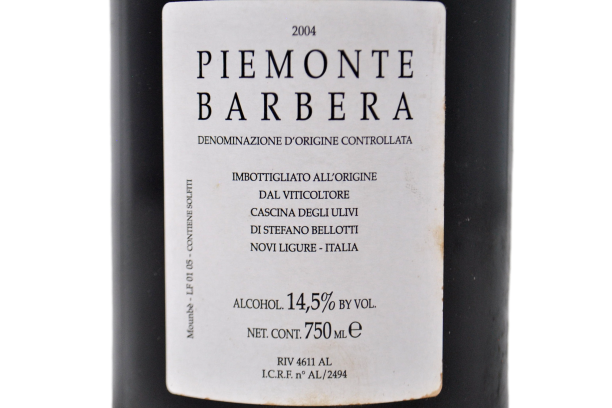 2004
PIEMONTE
BARBERA
DENOMINAZIONE D'ORIGINE CONTROLLATA
IMBOTTIGLIATO ALL'ORIGINE
DAL VITICOLTORE
CASCINA DEGLI ULIVI
DI STEFANO BELLOTTI
NOVI LIGURE - ITALIA
ALCOHOL. 14,5% BY VOL.
NET. CONT. 750 ML e
RIV 4611 AL
I.C.R.F. n° AL/2494
Mounbè - LF 01 05 - CONTIENE SOLFITI